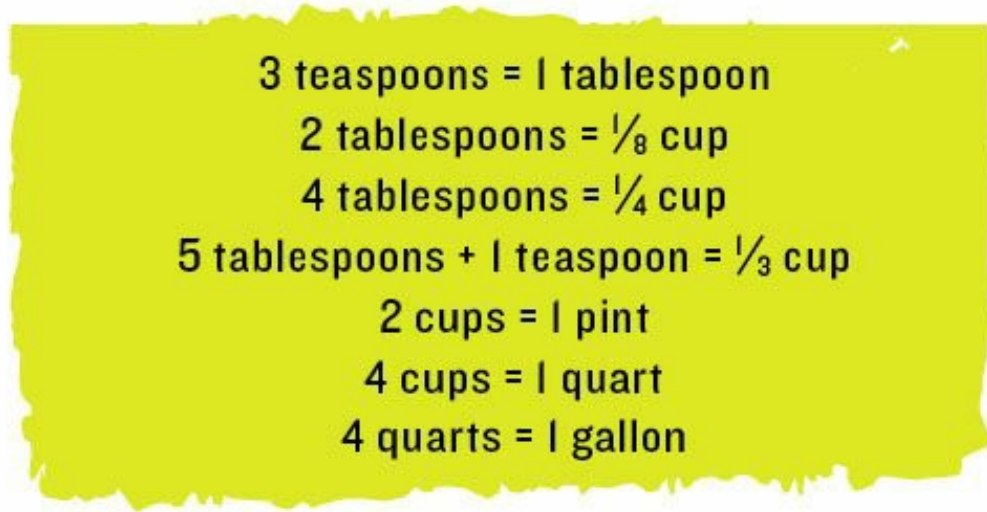 3 teaspoons = 1 tablespoon
2 tablespoons = ⅛ cup
4 tablespoons = ¼ cup
5 tablespoons + 1 teaspoon = ⅓ cup
2 cups = 1 pint
4 cups = 1 quart
4 quarts = 1 gallon